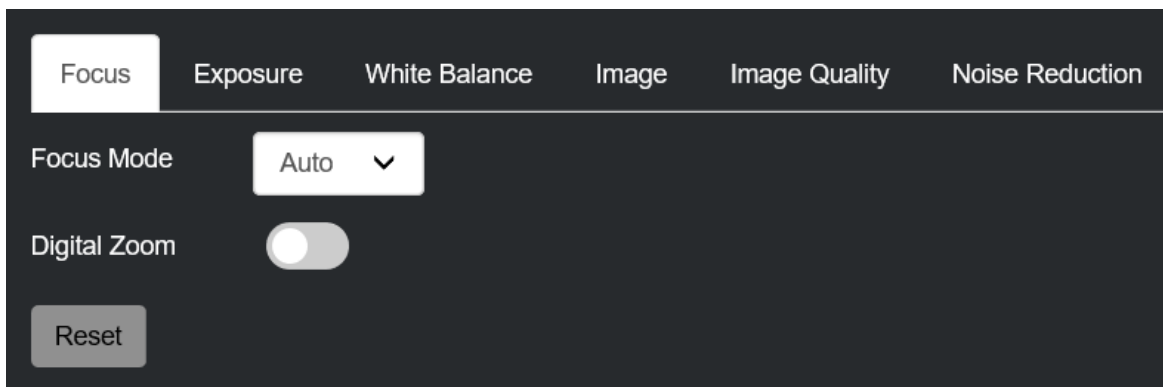 Focus Exposure White Balance Image Image Quality Noise Reduction
Focus Mode Auto
Digital Zoom
Reset